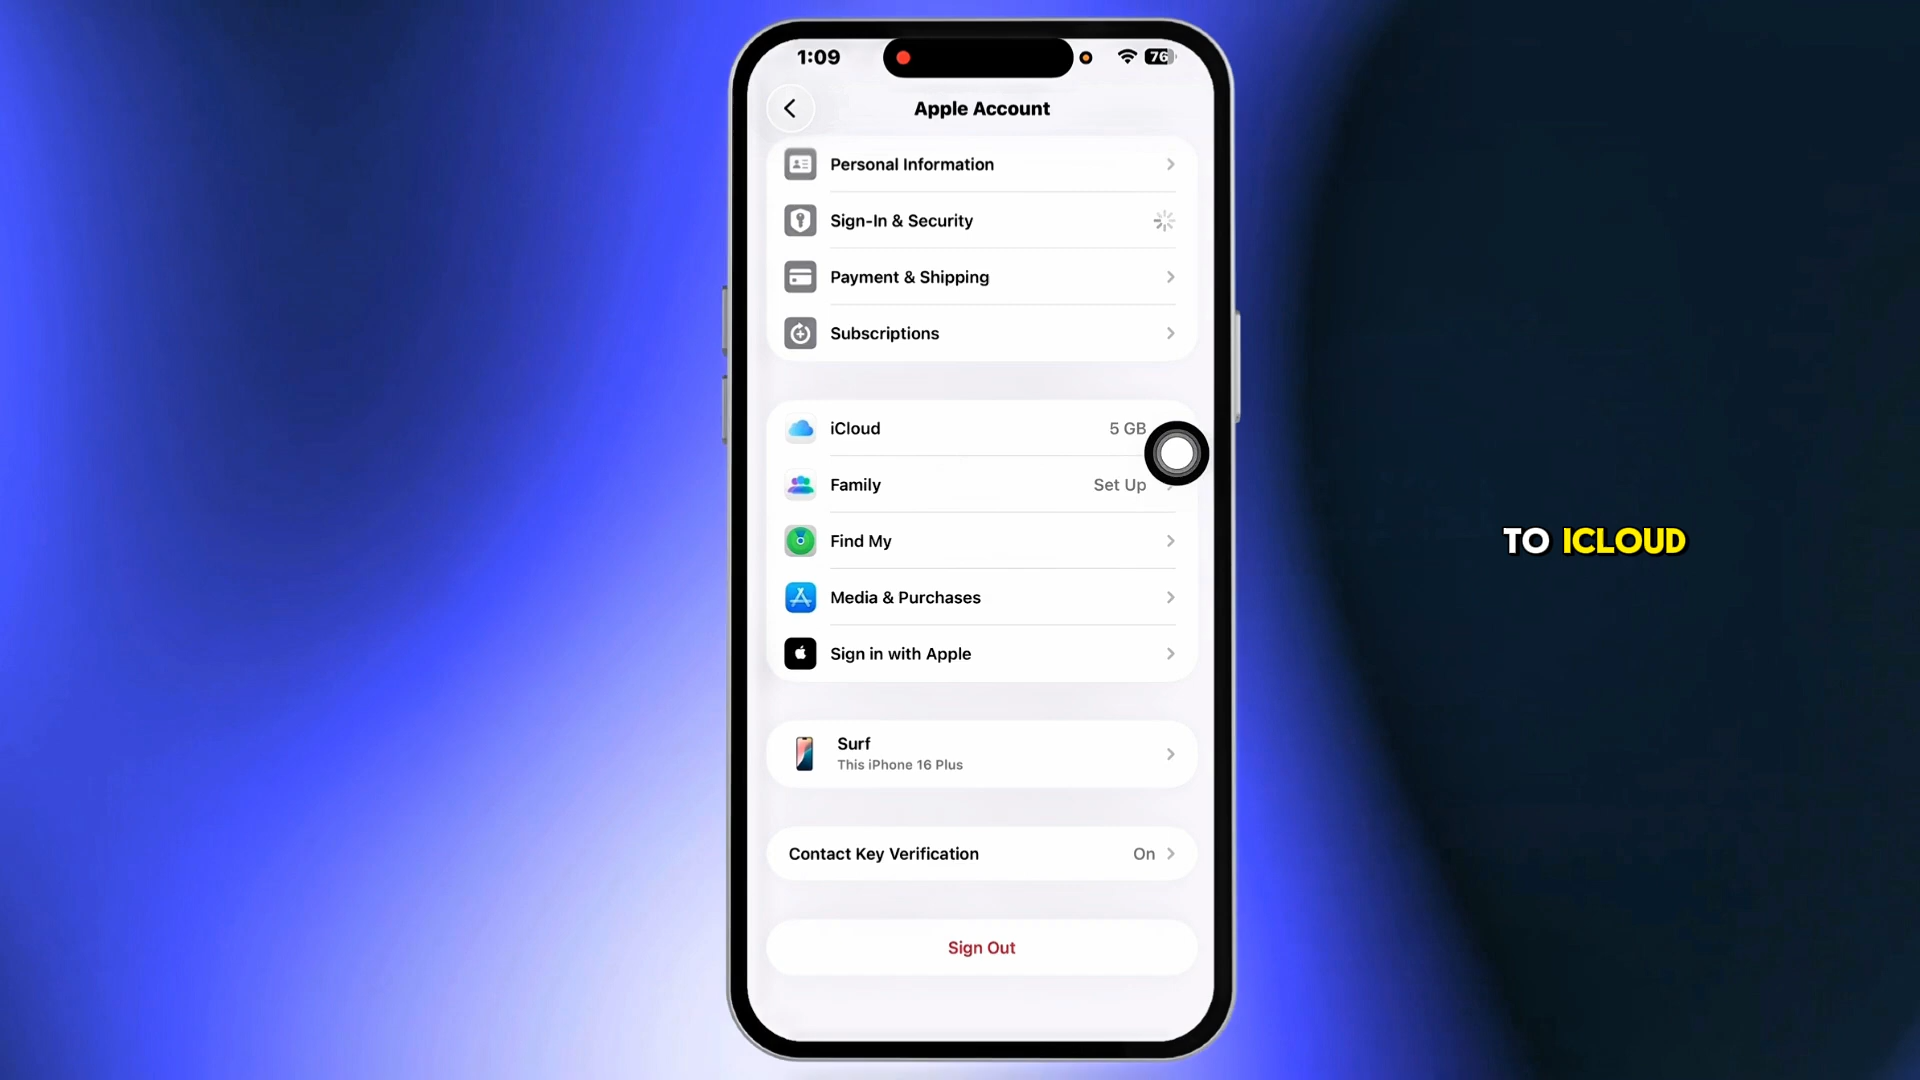 1:09
76
Apple Account
Personal Information
Sign-In & Security
Payment & Shipping
Subscriptions
iCloud 5 GB
Family Set Up
Find My
Media & Purchases
Sign in with Apple
Surf
This iPhone 16 Plus
Contact Key Verification On
Sign Out
TO ICLOUD